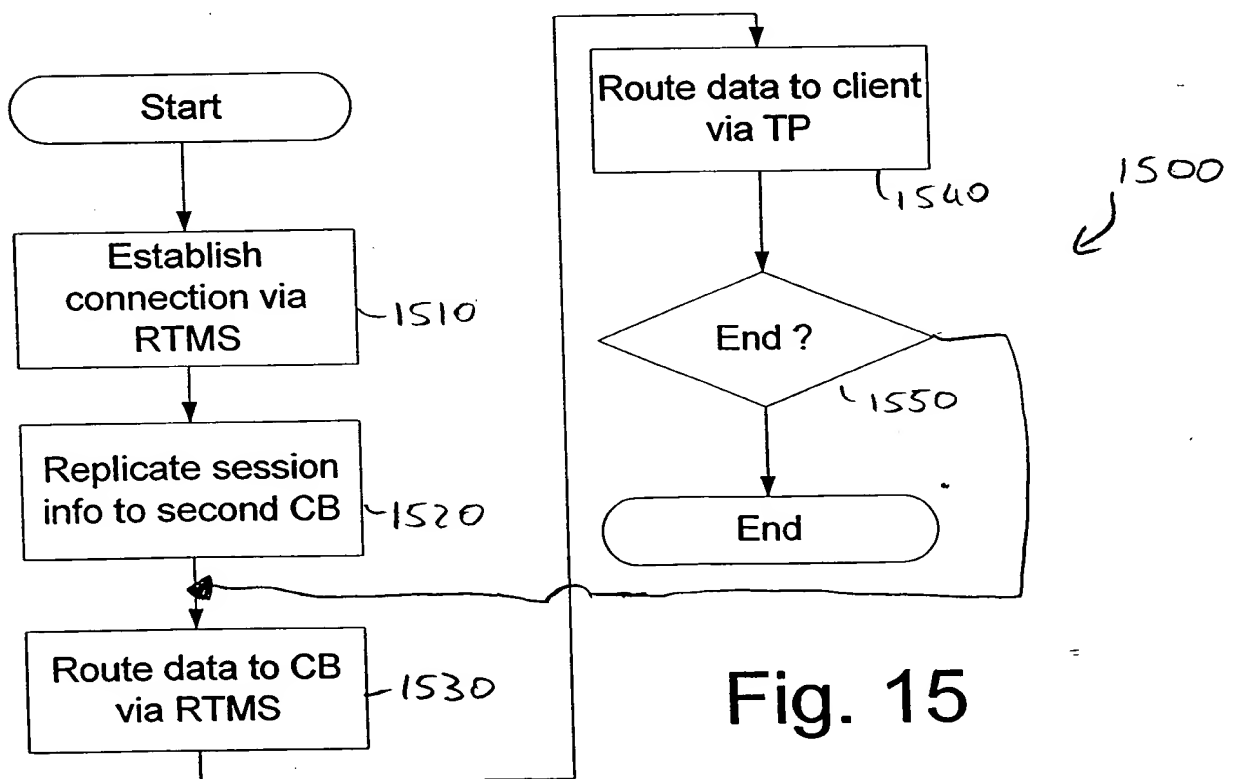 Start
Establish
connection via
RTMS
1510
Replicate session
info to second CB
1520
Route data to CB
via RTMS
1530
Route data to client
via TP
1540
End ?
1550
End
1500
Fig. 15